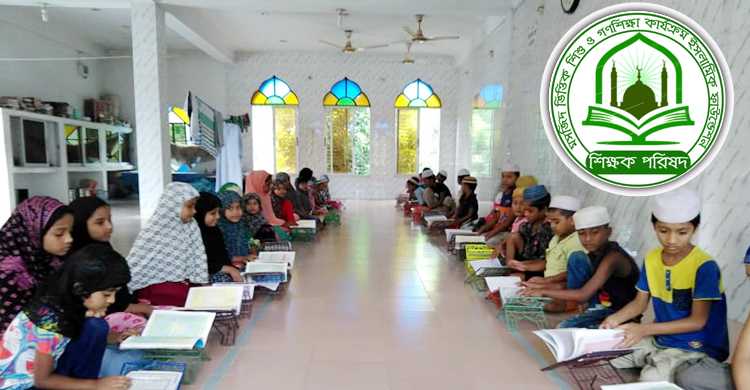 মসজিদ ভিত্তিক শিশু ও গণশিক্ষা কার্যক্রম ইসলামিক ফাউন্ডেশন
শিক্ষক পরিষদ